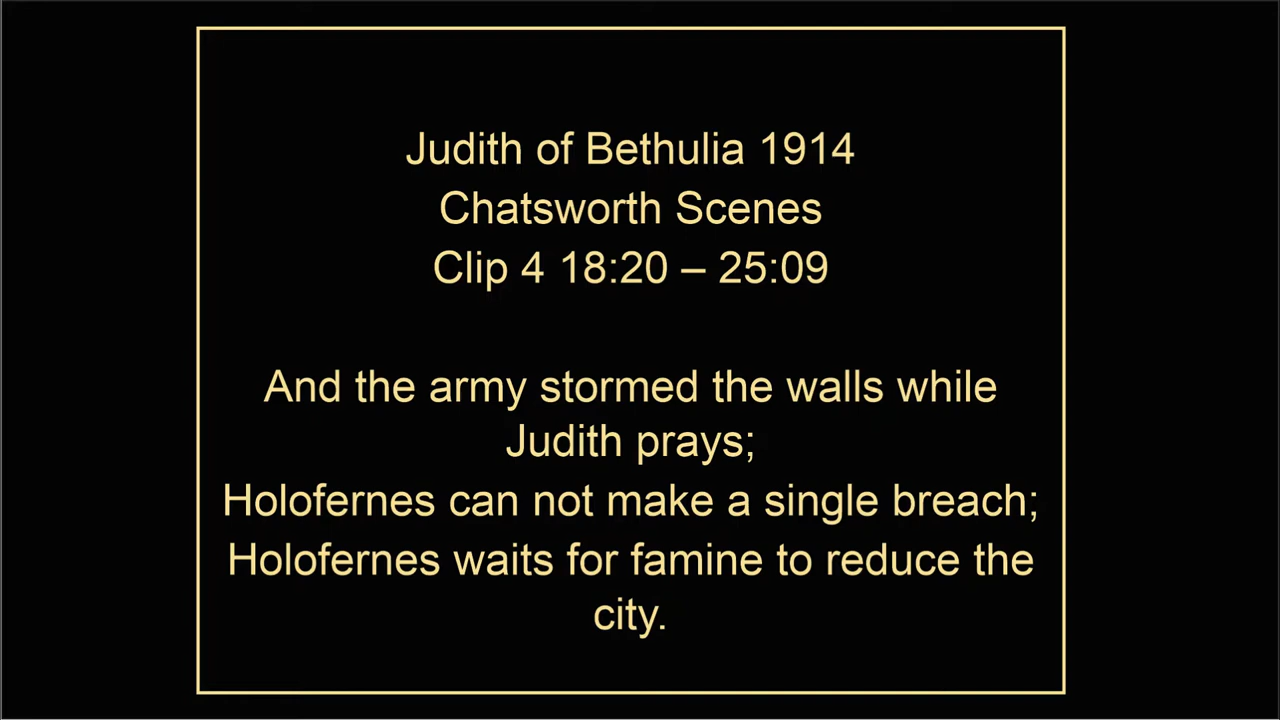 Judith of Bethulia 1914
Chatsworth Scenes
Clip 4 18:20 – 25:09
And the army stormed the walls while
Judith prays;
Holofernes can not make a single breach;
Holofernes waits for famine to reduce the
city.